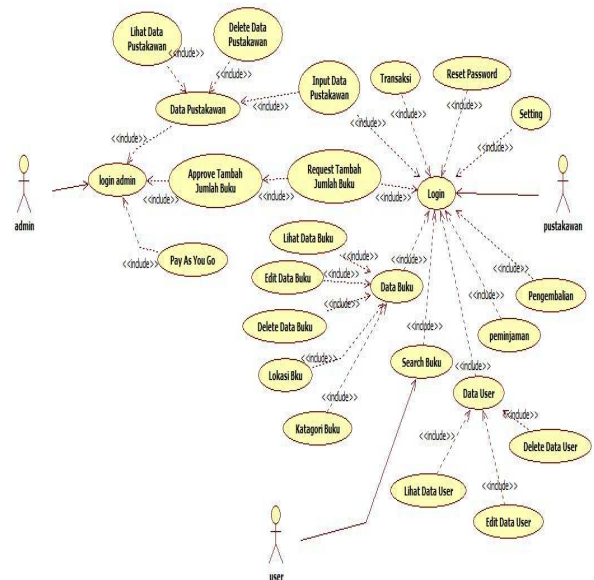 Lihat Data
Pustakawan
Delete Data
Pustakawan
<<include>>
<<include>>
Input Data
Pustakawan
Transaksi
Reset Password
<<include>>
Data Pustakawan
<<include>>
<<include>>
<<include>>
Setting
<<include>>
<<include>>
admin
login admin
Approve Tambah
Jumlah Buku
Request Tambah
Jumlah Buku
<<include>>
<<include>>
<<include>>
Login
pustakawan
<<include>>
Pay As You Go
Lihat Data Buku
<<include>>
<<include>>
Edit Data Buku
<<include>>
Data Buku
<<include>>
Pengembalian
Delete Data Buku
<<include>>
<<include>>
peminjaman
Lokasi Bku
<<include>>
Search Buku
<<include>>
<<include>>
Data User
Katagori Buku
<<include>>
<<include>>
<<include>>
Delete Data User
Lihat Data User
<<include>>
Edit Data User
user